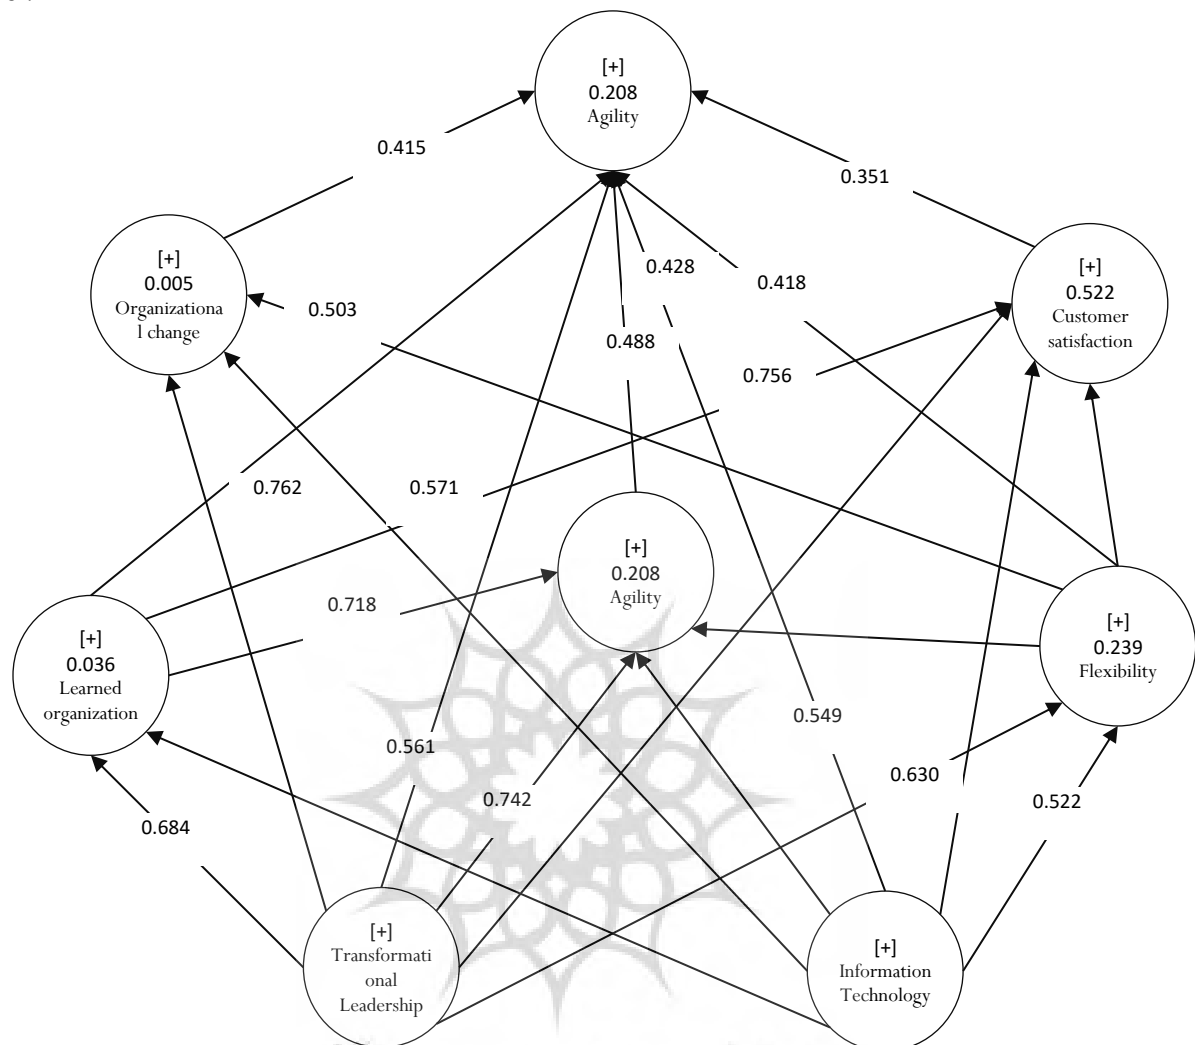 [+]
0.208
Agility
0.415
0.351
[+]
0.005
Organizationa
l change
0.428
0.418
0.503
[+]
0.522
Customer
satisfaction
0.488
0.756
0.762
0.571
[+]
0.208
Agility
0.718
[+]
0.036
Learned
organization
[+]
0.239
Flexibility
0.549
0.561
0.742
0.630
0.522
0.684
[+]
Transformati
onal
Leadership
[+]
Information
Technology